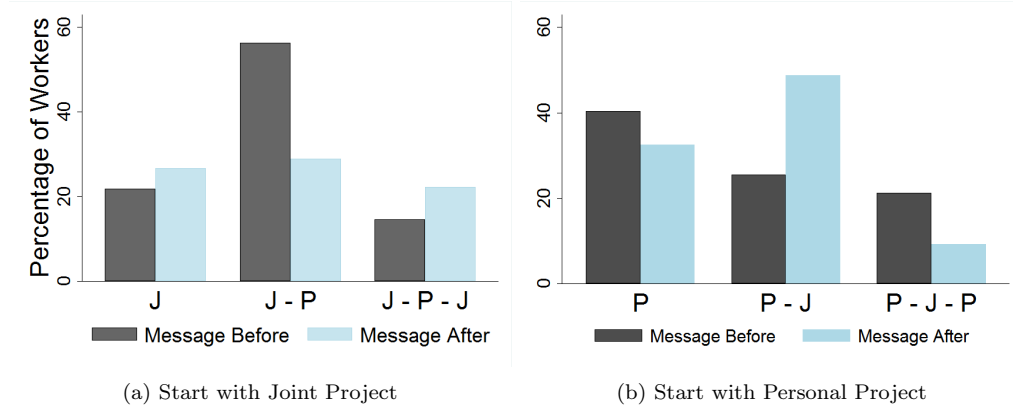 Percentage of Workers
60
40
20
0
J
J - P
J - P - J
Message Before
Message After
(a) Start with Joint Project
60
40
20
0
P
P - J
P - J - P
Message Before
Message After
(b) Start with Personal Project